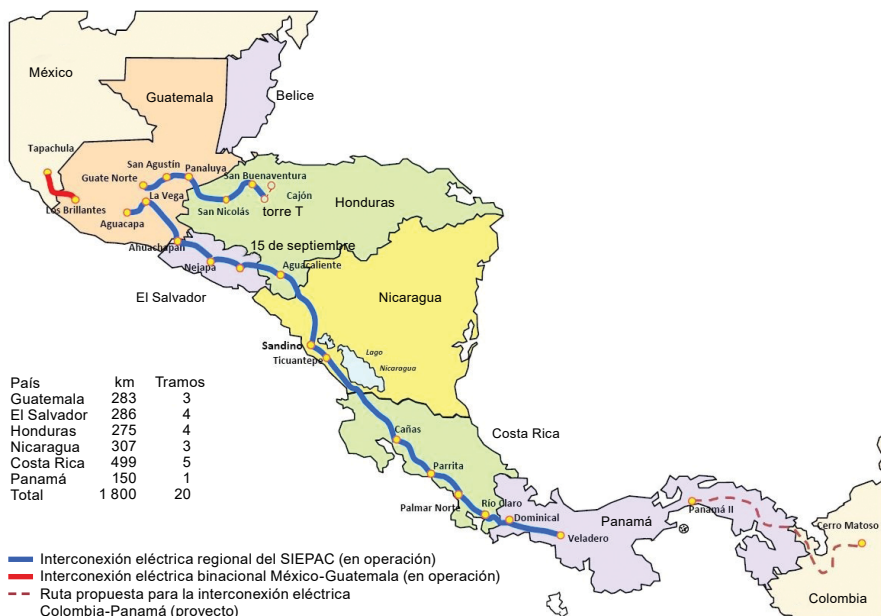 México
Guatemala
Belice
Tapachula
San Agustín
Panaluya
San Buenaventura
Guate Norte
La Vega
Cajón
Honduras
Los Brillantes
San Nicolás
torre T
Aguacapa
Ahuachapán
15 de septiembre
Nejapa
Aguacaliente
El Salvador
Nicaragua
Sandino
Ticuantepe
Lago
Nicaragua
País km Tramos
Guatemala 283 3
El Salvador 286 4
Honduras 275 4
Nicaragua 307 3
Costa Rica 499 5
Panamá 150 1
Total 1 800 20
Cañas
Costa Rica
Parrita
Palmar Norte
Río Claro
Dominical
Panamá
Veladero
Panamá II
Cerro Matoso
Colombia
Interconexión eléctrica regional del SIEPAC (en operación)
Interconexión eléctrica binacional México-Guatemala (en operación)
Ruta propuesta para la interconexión eléctrica
Colombia-Panamá (proyecto)